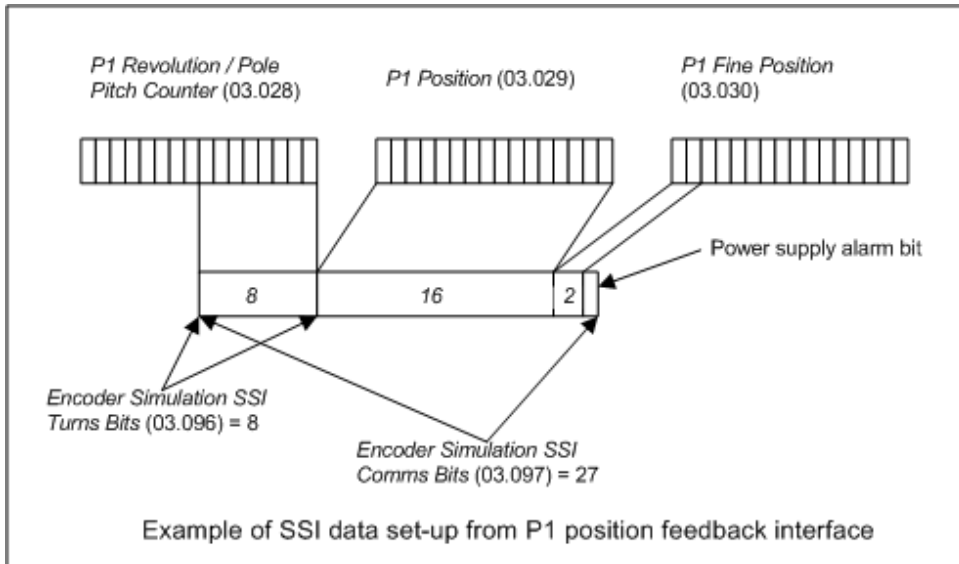 P1 Revolution / Pole
Pitch Counter (03.028)
P1 Position (03.029)
P1 Fine Position
(03.030)
Power supply alarm bit
8
16
2
Encoder Simulation SSI
Turns Bits (03.096) = 8
Encoder Simulation SSI
Comms Bits (03.097) = 27
Example of SSI data set-up from P1 position feedback interface